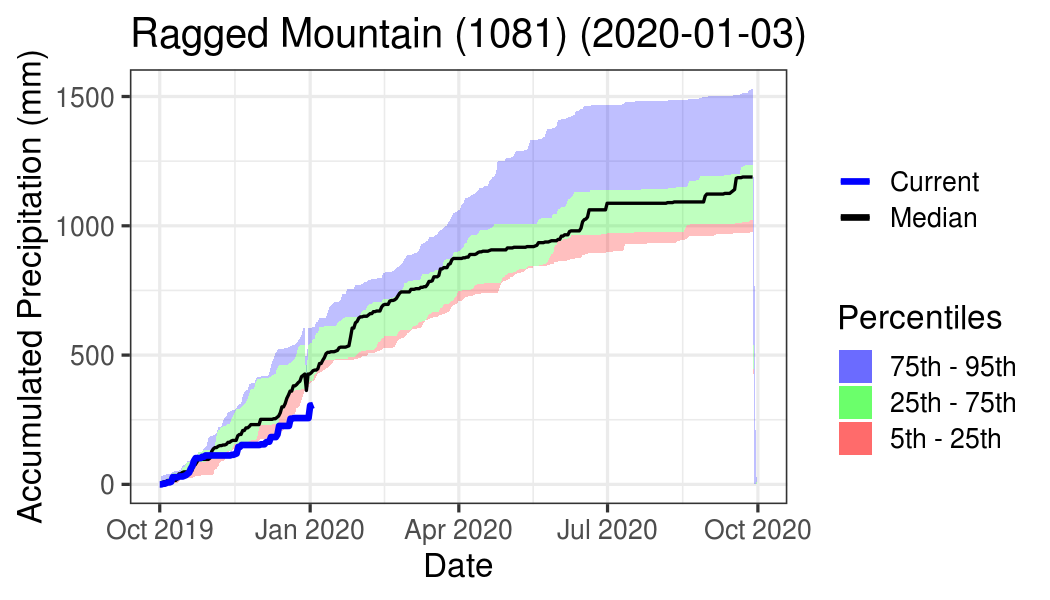 Ragged Mountain (1081) (2020-01-03)
Accumulated Precipitation (mm)
1500
1000
500
0
Oct 2019
Jan 2020
Apr 2020
Jul 2020
Oct 2020
Date
Current
Median
Percentiles
75th - 95th
25th - 75th
5th - 25th